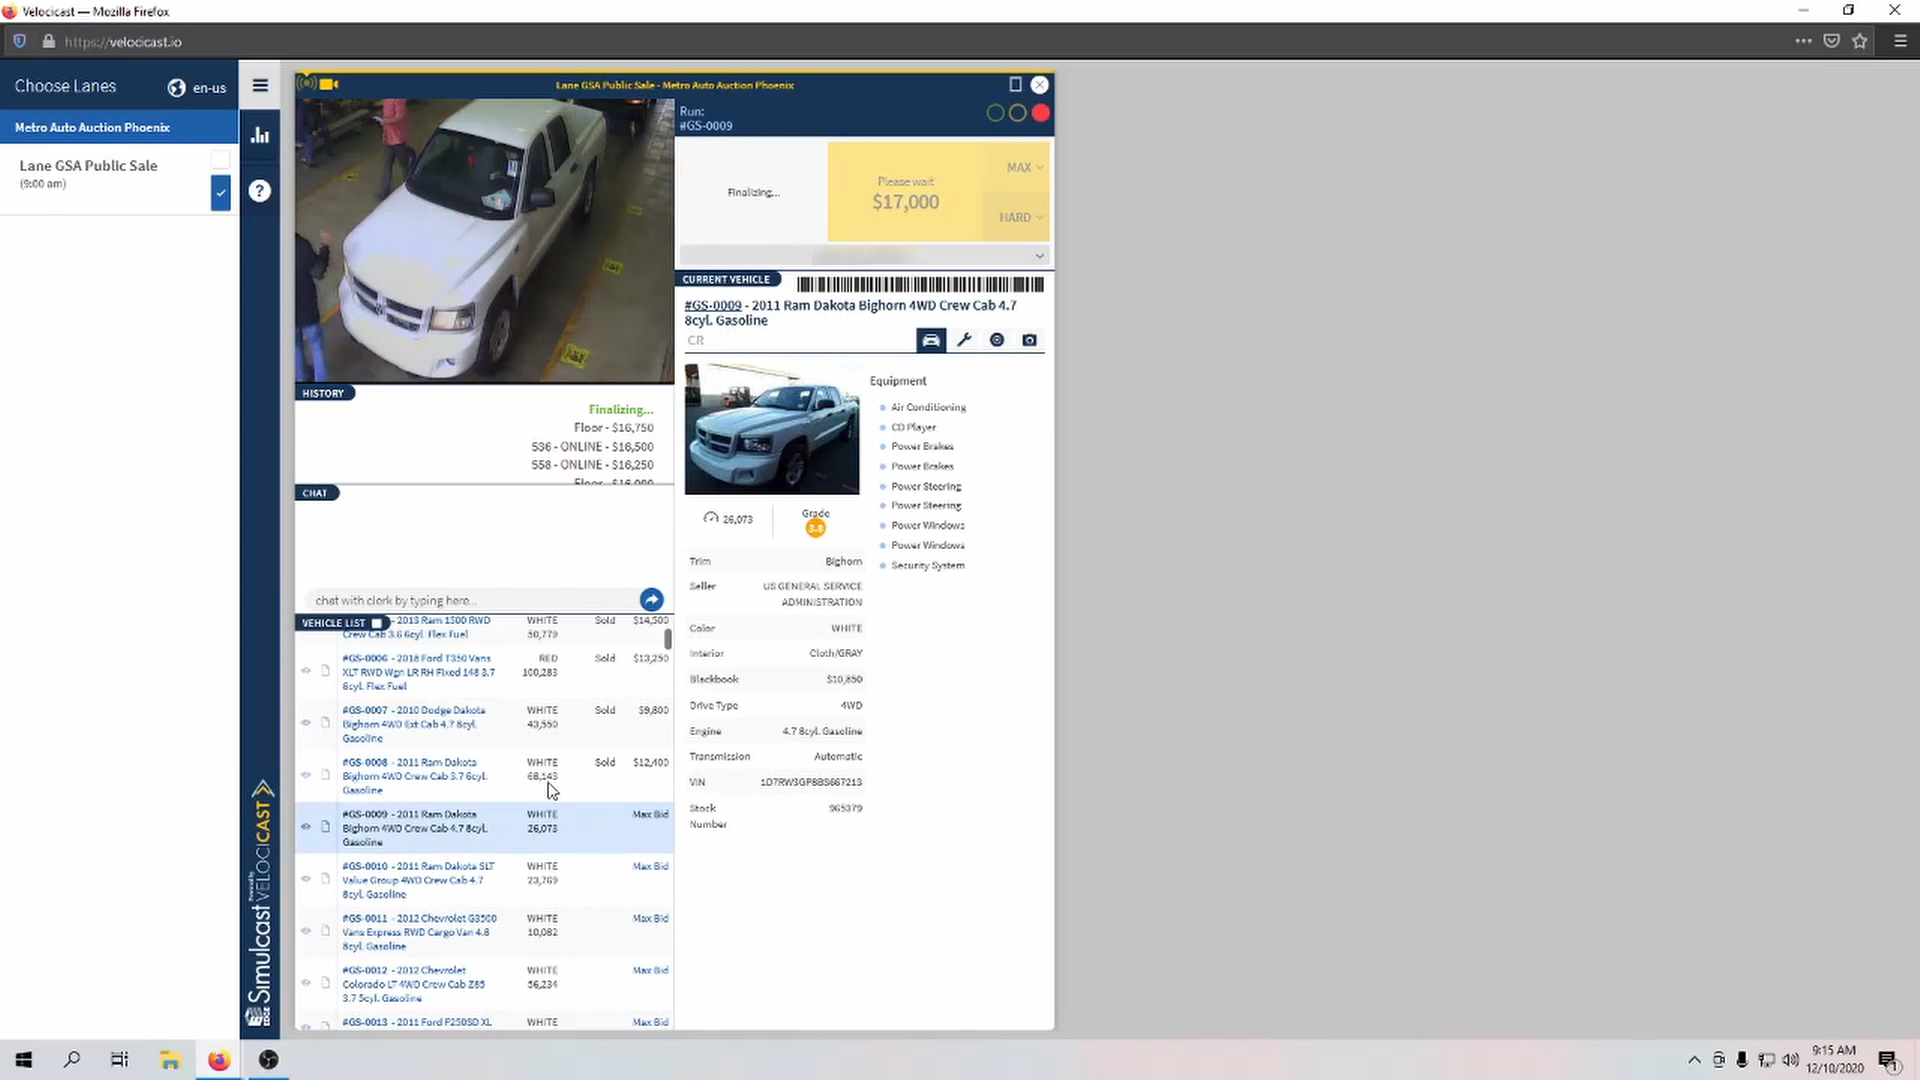 Velocicast — Mozilla Firefox
https://velocicast.io
Choose Lanes
en-us
Metro Auto Auction Phoenix
Lane GSA Public Sale
(9:00 am)
Simulcast VELOCICAST
EDGE
Lane GSA Public Sale - Metro Auto Auction Phoenix
Run:
#GS-0009
Finalizing...
Please wait
$17,000
MAX
HARD
HISTORY
Finalizing...
Floor - $16,750
536 - ONLINE - $16,500
558 - ONLINE - $16,250
Floor - $16,000
CHAT
chat with clerk by typing here...
VEHICLE LIST
- 2013 Ram 1500 RWD WHITE Sold $14,500
Crew Cab 3.6 6cyl. Flex Fuel 50,779
#GS-0006 - 2018 Ford T350 Vans RED Sold $13,250
XLT RWD Wgn LR RH Fixed 148 3.7 100,283
6cyl. Flex Fuel
#GS-0007 - 2010 Dodge Dakota WHITE Sold $9,800
Bighorn 4WD Ext Cab 4.7 8cyl. 43,550
Gasoline
#GS-0008 - 2011 Ram Dakota WHITE Sold $12,400
Bighorn 4WD Crew Cab 3.7 6cyl. 68,143
Gasoline
#GS-0009 - 2011 Ram Dakota WHITE Max Bid
Bighorn 4WD Crew Cab 4.7 8cyl. 26,073
Gasoline
#GS-0010 - 2011 Ram Dakota SLT WHITE Max Bid
Value Group 4WD Crew Cab 4.7 23,769
8cyl. Gasoline
#GS-0011 - 2012 Chevrolet G3500 WHITE Max Bid
Vans Express RWD Cargo Van 4.8 10,082
8cyl. Gasoline
#GS-0012 - 2012 Chevrolet WHITE Max Bid
Colorado LT 4WD Crew Cab Z85 56,234
3.7 5cyl. Gasoline
#GS-0013 - 2011 Ford F250SD XL WHITE Max Bid
CURRENT VEHICLE
#GS-0009 - 2011 Ram Dakota Bighorn 4WD Crew Cab 4.7
8cyl. Gasoline
CR
26,073
Grade
3.8
Equipment
Air Conditioning
CD Player
Power Brakes
Power Brakes
Power Steering
Power Steering
Power Windows
Power Windows
Security System
Trim Bighorn
Seller US GENERAL SERVICE
ADMINISTRATION
Color WHITE
Interior Cloth/GRAY
Blackbook $10,850
Drive Type 4WD
Engine 4.7 8cyl. Gasoline
Transmission Automatic
VIN 1D7RW3GP8BS667213
Stock 965379
Number
9:15 AM
12/10/2020